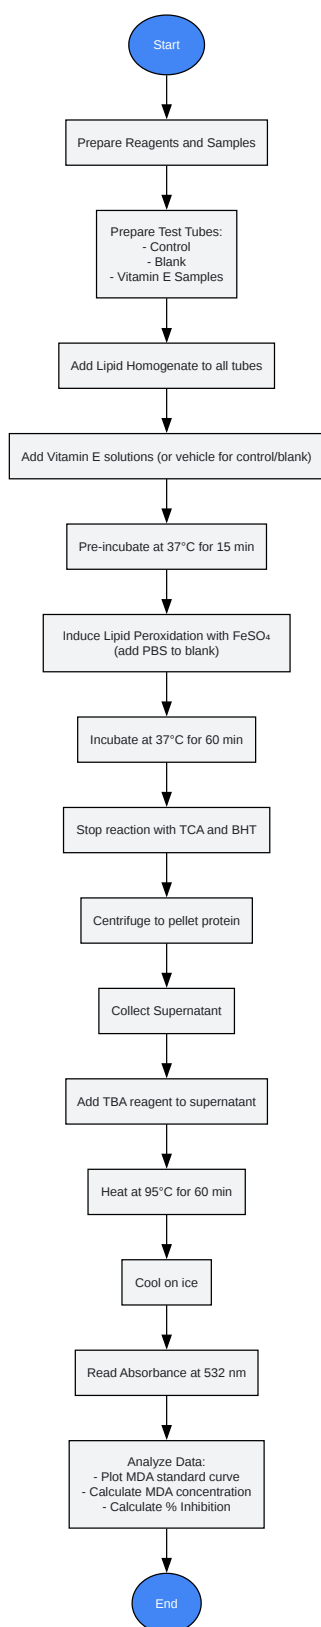 Start
Prepare Reagents and Samples
Prepare Test Tubes:
- Control
- Blank
- Vitamin E Samples
Add Lipid Homogenate to all tubes
Add Vitamin E solutions (or vehicle for control/blank)
Pre-incubate at 37°C for 15 min
Induce Lipid Peroxidation with FeSO₄
(add PBS to blank)
Incubate at 37°C for 60 min
Stop reaction with TCA and BHT
Centrifuge to pellet protein
Collect Supernatant
Add TBA reagent to supernatant
Heat at 95°C for 60 min
Cool on ice
Read Absorbance at 532 nm
Analyze Data:
- Plot MDA standard curve
- Calculate MDA concentration
- Calculate % Inhibition
End